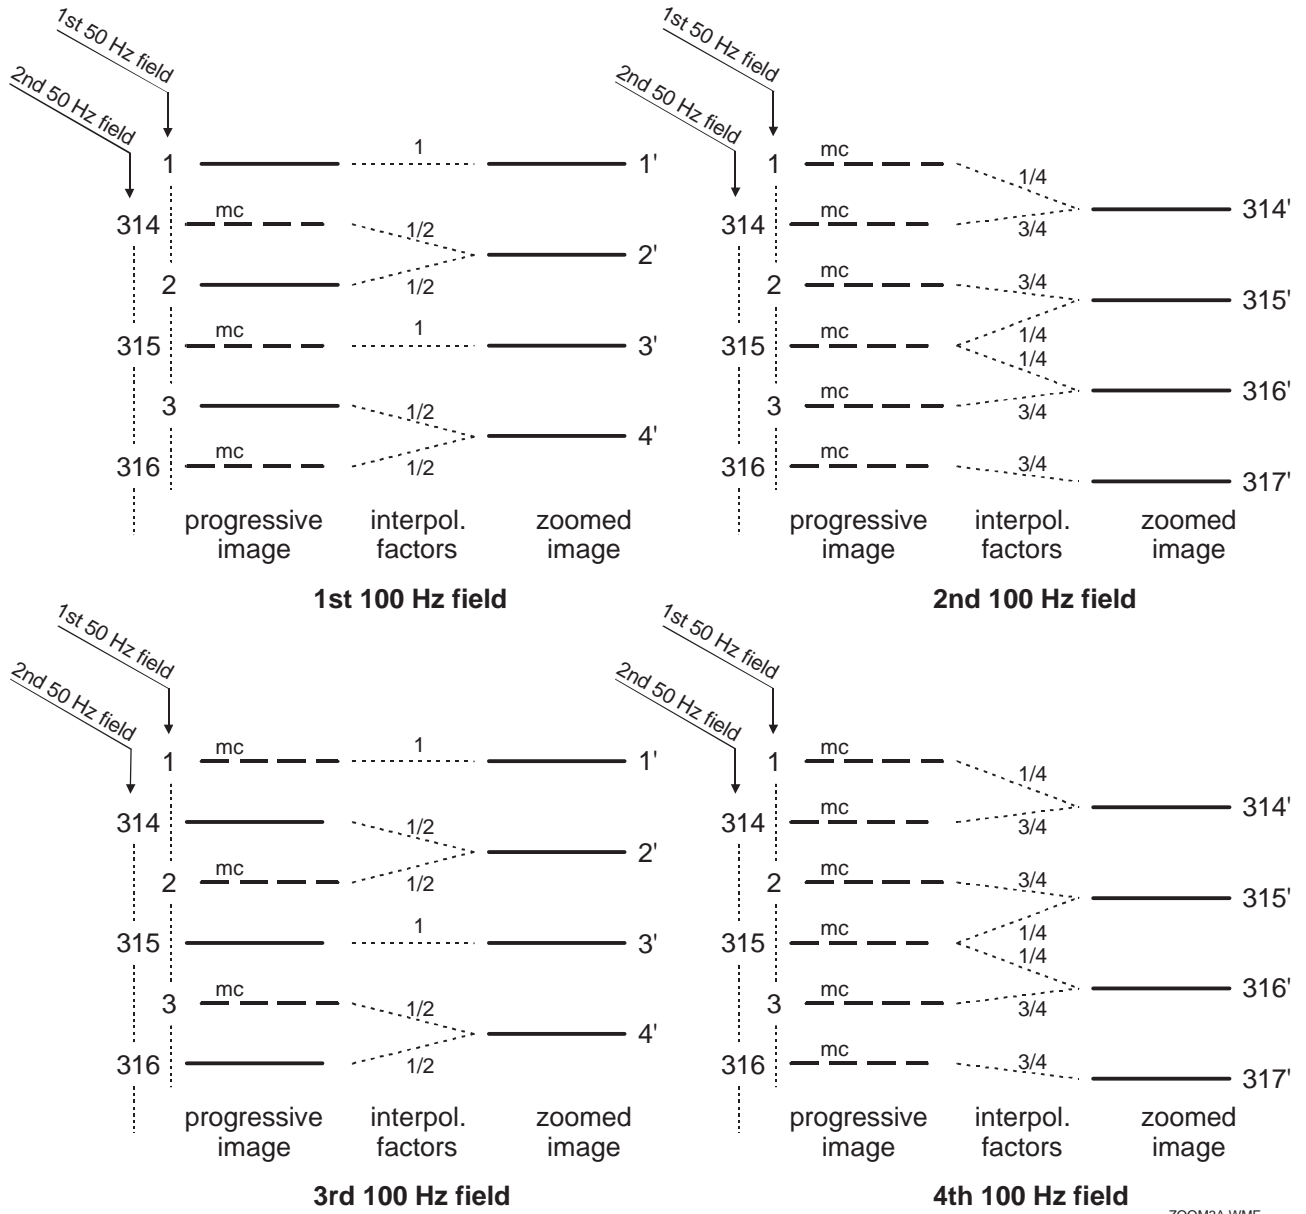 1st 50 Hz field
2nd 50 Hz field
1
1
1'
314
mc
1/2
2'
2
1/2
315
mc
1
3'
3
1/2
4'
316
mc
1/2
progressive image
interpol. factors
zoomed image
1st 100 Hz field
1st 50 Hz field
2nd 50 Hz field
1
mc
1/4
314'
314
mc
3/4
2
mc
3/4
315'
315
mc
1/4
1/4
316'
3
mc
3/4
316
mc
3/4
317'
progressive image
interpol. factors
zoomed image
2nd 100 Hz field
1st 50 Hz field
2nd 50 Hz field
1
mc
1
1'
314
1/2
2'
2
mc
1/2
315
1
3'
3
mc
1/2
4'
316
1/2
progressive image
interpol. factors
zoomed image
3rd 100 Hz field
1st 50 Hz field
2nd 50 Hz field
1
mc
1/4
314'
314
mc
3/4
2
mc
3/4
315'
315
mc
1/4
1/4
316'
3
mc
3/4
316
mc
3/4
317'
progressive image
interpol. factors
zoomed image
4th 100 Hz field